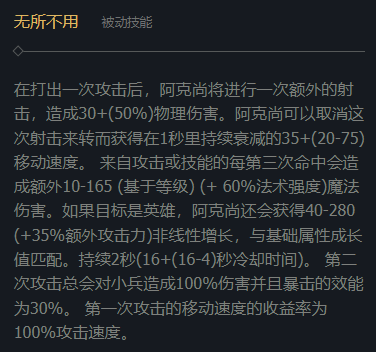 无所不用 被动技能
在打出一次攻击后，阿克尚将进行一次额外的射
击，造成30+(50%)物理伤害。阿克尚可以取消这
次射击来转而获得在1秒里持续衰减的35+(20-75)
移动速度。 来自攻击或技能的每第三次命中会造
成额外10-165 (基于等级) (+ 60%法术强度)魔法
伤害。如果目标是英雄，阿克尚还会获得40-280
(+35%额外攻击力)非线性增长，与基础属性成长
值匹配。持续2秒(16+(16-4)秒冷却时间)。 第二
次攻击总会对小兵造成100%伤害并且暴击的效能
为30%。 第一次攻击的移动速度的收益率为
100%攻击速度。